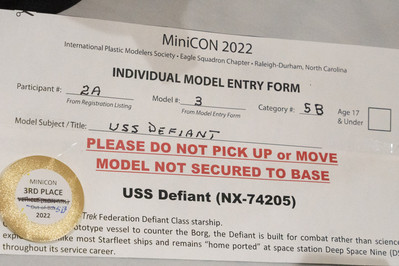 MiniCON 2022
International Plastic Modelers Society • Eagle Squadron Chapter • Raleigh-Durham, North Carolina
INDIVIDUAL MODEL ENTRY FORM
Participant #: 2A Model #: 3 Category #: 5B Age 17
From Registration Listing From Model Entry Form & Under
Model Subject / Title: USS DEFIANT
PLEASE DO NOT PICK UP or MOVE
MODEL NOT SECURED TO BASE
USS Defiant (NX-74205)
MINICON
3RD PLACE
2022
Trek Federation Defiant Class starship.
vessel to counter the Borg, the Defiant is built for combat rather than science
most Starfleet ships and remains "home ported" at space station Deep Space Nine (DS
throughout its service career.